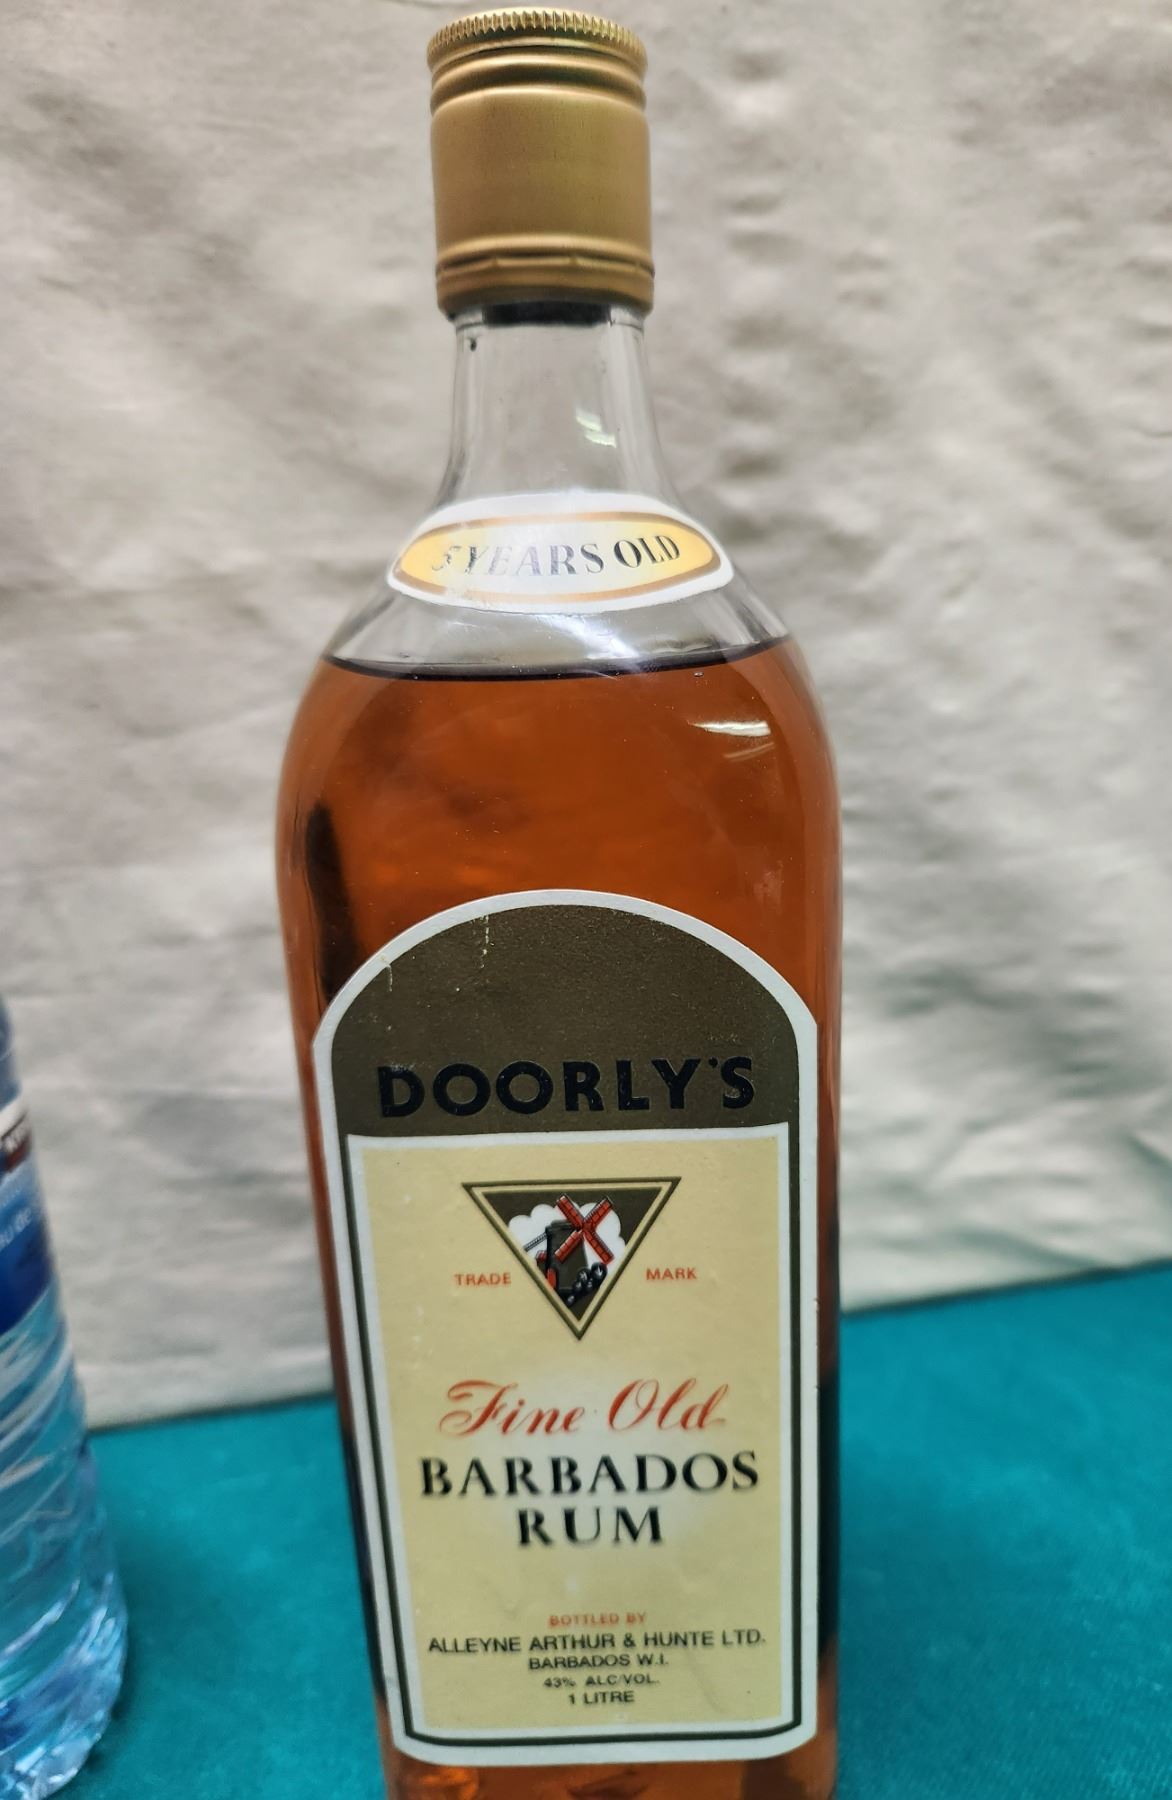 5 YEARS OLD
DOORLY'S
TRADE MARK
Fine Old
BARBADOS
RUM
BOTTLED BY
ALLEYNE ARTHUR & HUNTE LTD.
BARBADOS W.I.
43% ALC/VOL.
1 LITRE